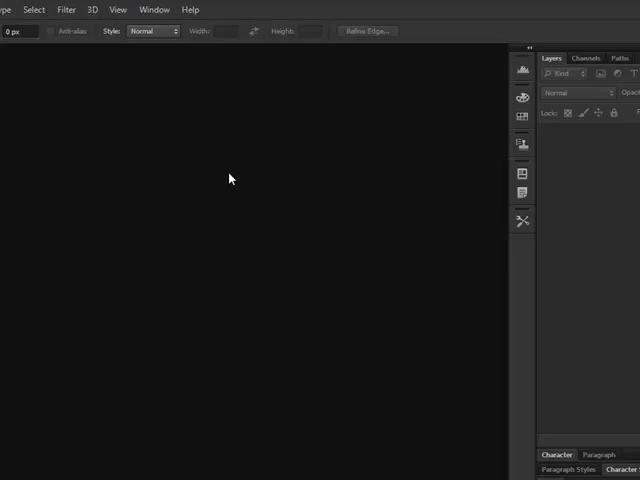 ype Select Filter 3D View Window Help
0 px Anti-alias Style: Normal Width: Height: Refine Edge...
Layers Channels Paths
Kind T
Normal Opac
Lock: F
Character Paragraph
Paragraph Styles Character